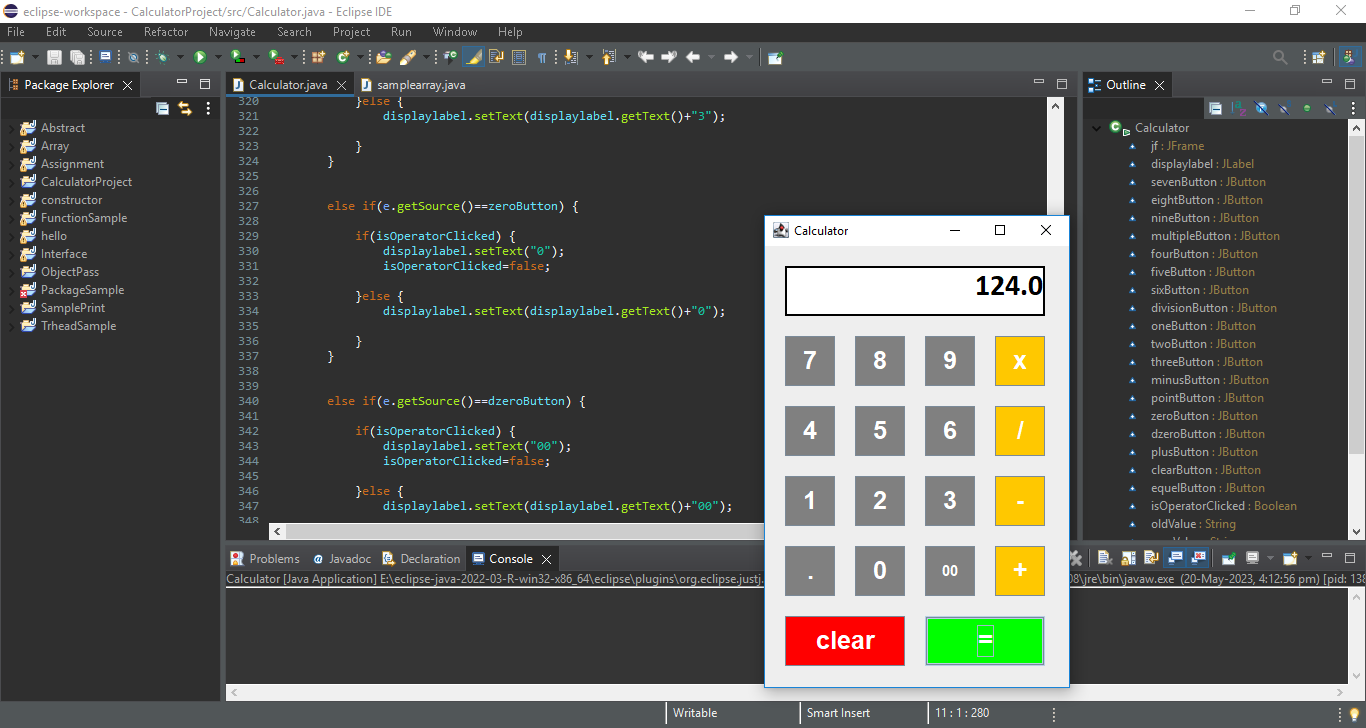 eclipse-workspace - CalculatorProject/src/Calculator.java - Eclipse IDE
File Edit Source Refactor Navigate Search Project Run Window Help
Package Explorer
Abstract
Array
Assignment
CalculatorProject
constructor
FunctionSample
hello
Interface
ObjectPass
PackageSample
SamplePrint
TrheadSample
Calculator.java samplearray.java
320 }else {
321 displaylabel.setText(displaylabel.getText()+"3");
322
323 }
324 }
325
326
327 else if(e.getSource()==zeroButton) {
328
329 if(isOperatorClicked) {
330 displaylabel.setText("0");
331 isOperatorClicked=false;
332
333 }else {
334 displaylabel.setText(displaylabel.getText()+"0");
335
336 }
337 }
338
339
340 else if(e.getSource()==dzeroButton) {
341
342 if(isOperatorClicked) {
343 displaylabel.setText("00");
344 isOperatorClicked=false;
345
346 }else {
347 displaylabel.setText(displaylabel.getText()+"00");
348
Calculator
124.0
7 8 9 x
4 5 6 /
1 2 3 -
. 0 00 +
clear =
Outline
Calculator
jf : JFrame
displaylabel : JLabel
sevenButton : JButton
eightButton : JButton
nineButton : JButton
multipleButton : JButton
fourButton : JButton
fiveButton : JButton
sixButton : JButton
divisionButton : JButton
oneButton : JButton
twoButton : JButton
threeButton : JButton
minusButton : JButton
pointButton : JButton
zeroButton : JButton
dzeroButton : JButton
plusButton : JButton
clearButton : JButton
equelButton : JButton
isOperatorClicked : Boolean
oldValue : String
Problems Javadoc Declaration Console
Calculator [Java Application] E:\eclipse-java-2022-03-R-win32-x86_64\eclipse\plugins\org.eclipse.justj. 08\jre\bin\javaw.exe (20-May-2023, 4:12:56 pm) [pid: 138
Writable Smart Insert 11 : 1 : 280